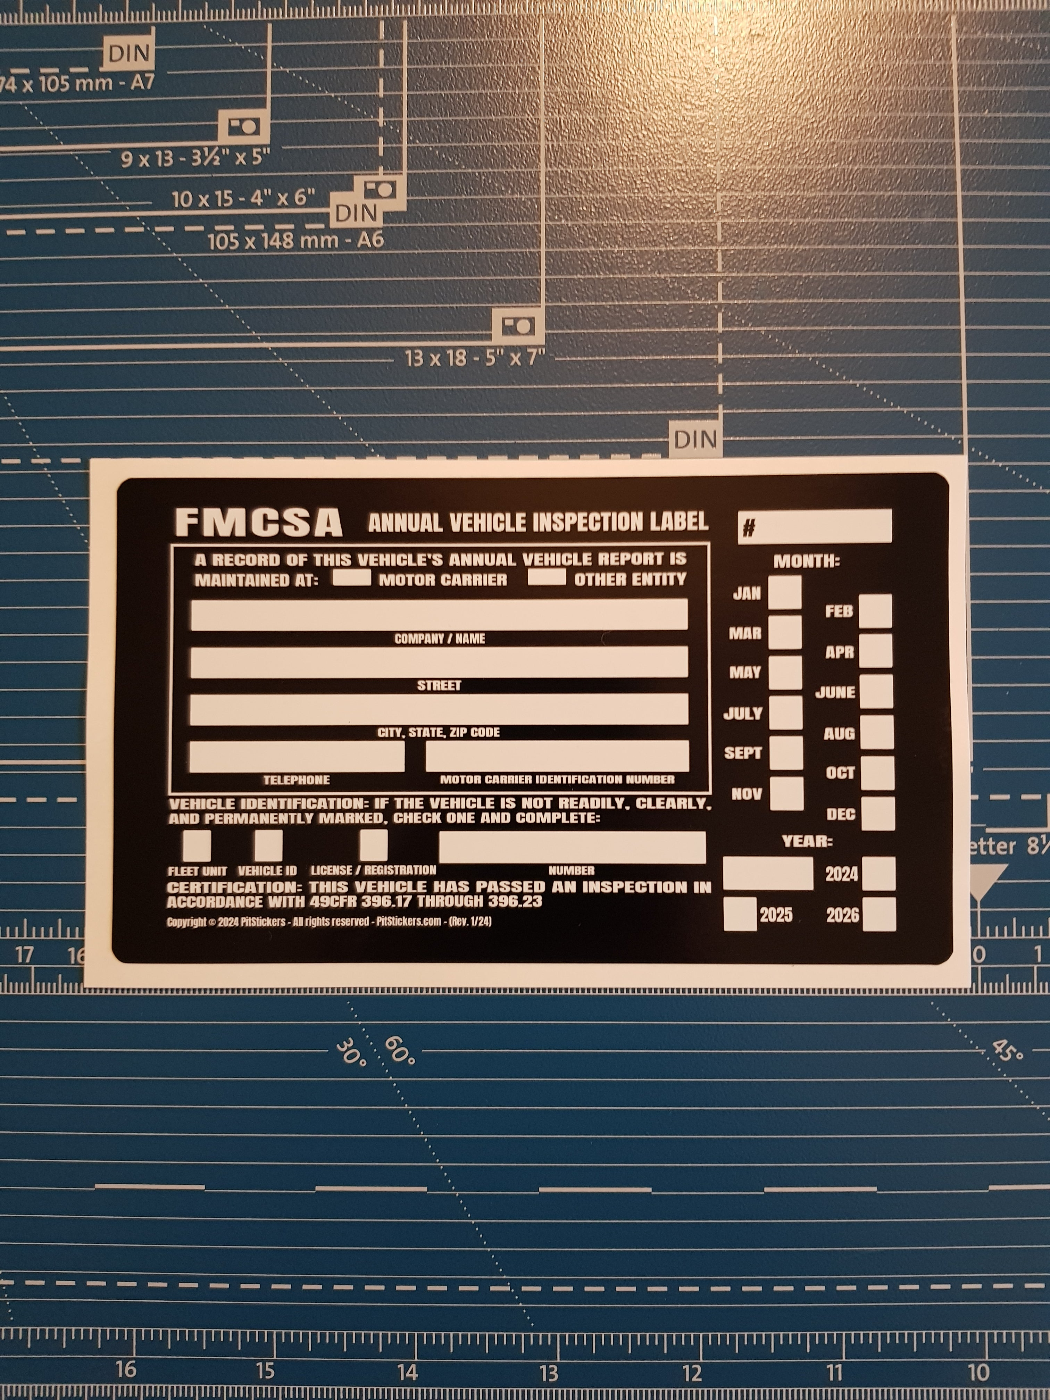 DIN
74 x 105 mm - A7
9 x 13 - 3½" x 5"
10 x 15 - 4" x 6"
DIN
105 x 148 mm - A6
13 x 18 - 5" x 7"
DIN
FMCSA ANNUAL VEHICLE INSPECTION LABEL
#
A RECORD OF THIS VEHICLE'S ANNUAL VEHICLE REPORT IS
MAINTAINED AT: MOTOR CARRIER OTHER ENTITY
COMPANY / NAME
STREET
CITY, STATE, ZIP CODE
TELEPHONE MOTOR CARRIER IDENTIFICATION NUMBER
VEHICLE IDENTIFICATION: IF THE VEHICLE IS NOT READILY, CLEARLY,
AND PERMANENTLY MARKED, CHECK ONE AND COMPLETE:
FLEET UNIT VEHICLE ID LICENSE / REGISTRATION NUMBER
CERTIFICATION: THIS VEHICLE HAS PASSED AN INSPECTION IN
ACCORDANCE WITH 49CFR 396.17 THROUGH 396.23
Copyright © 2024 PitStickers - All rights reserved - PitStickers.com - (Rev. 1/24)
MONTH:
JAN
FEB
MAR
APR
MAY
JUNE
JULY
AUG
SEPT
OCT
NOV
DEC
YEAR:
2024
2025 2026
etter 8½
17 16 0 1
30° 60° 45°
16 15 14 13 12 11 10